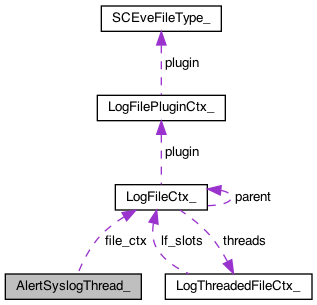 SCEveFileType_
plugin
LogFilePluginCtx_
plugin
LogFileCtx_
parent
file_ctx
lf_slots
threads
AlertSyslogThread_
LogThreadedFileCtx_